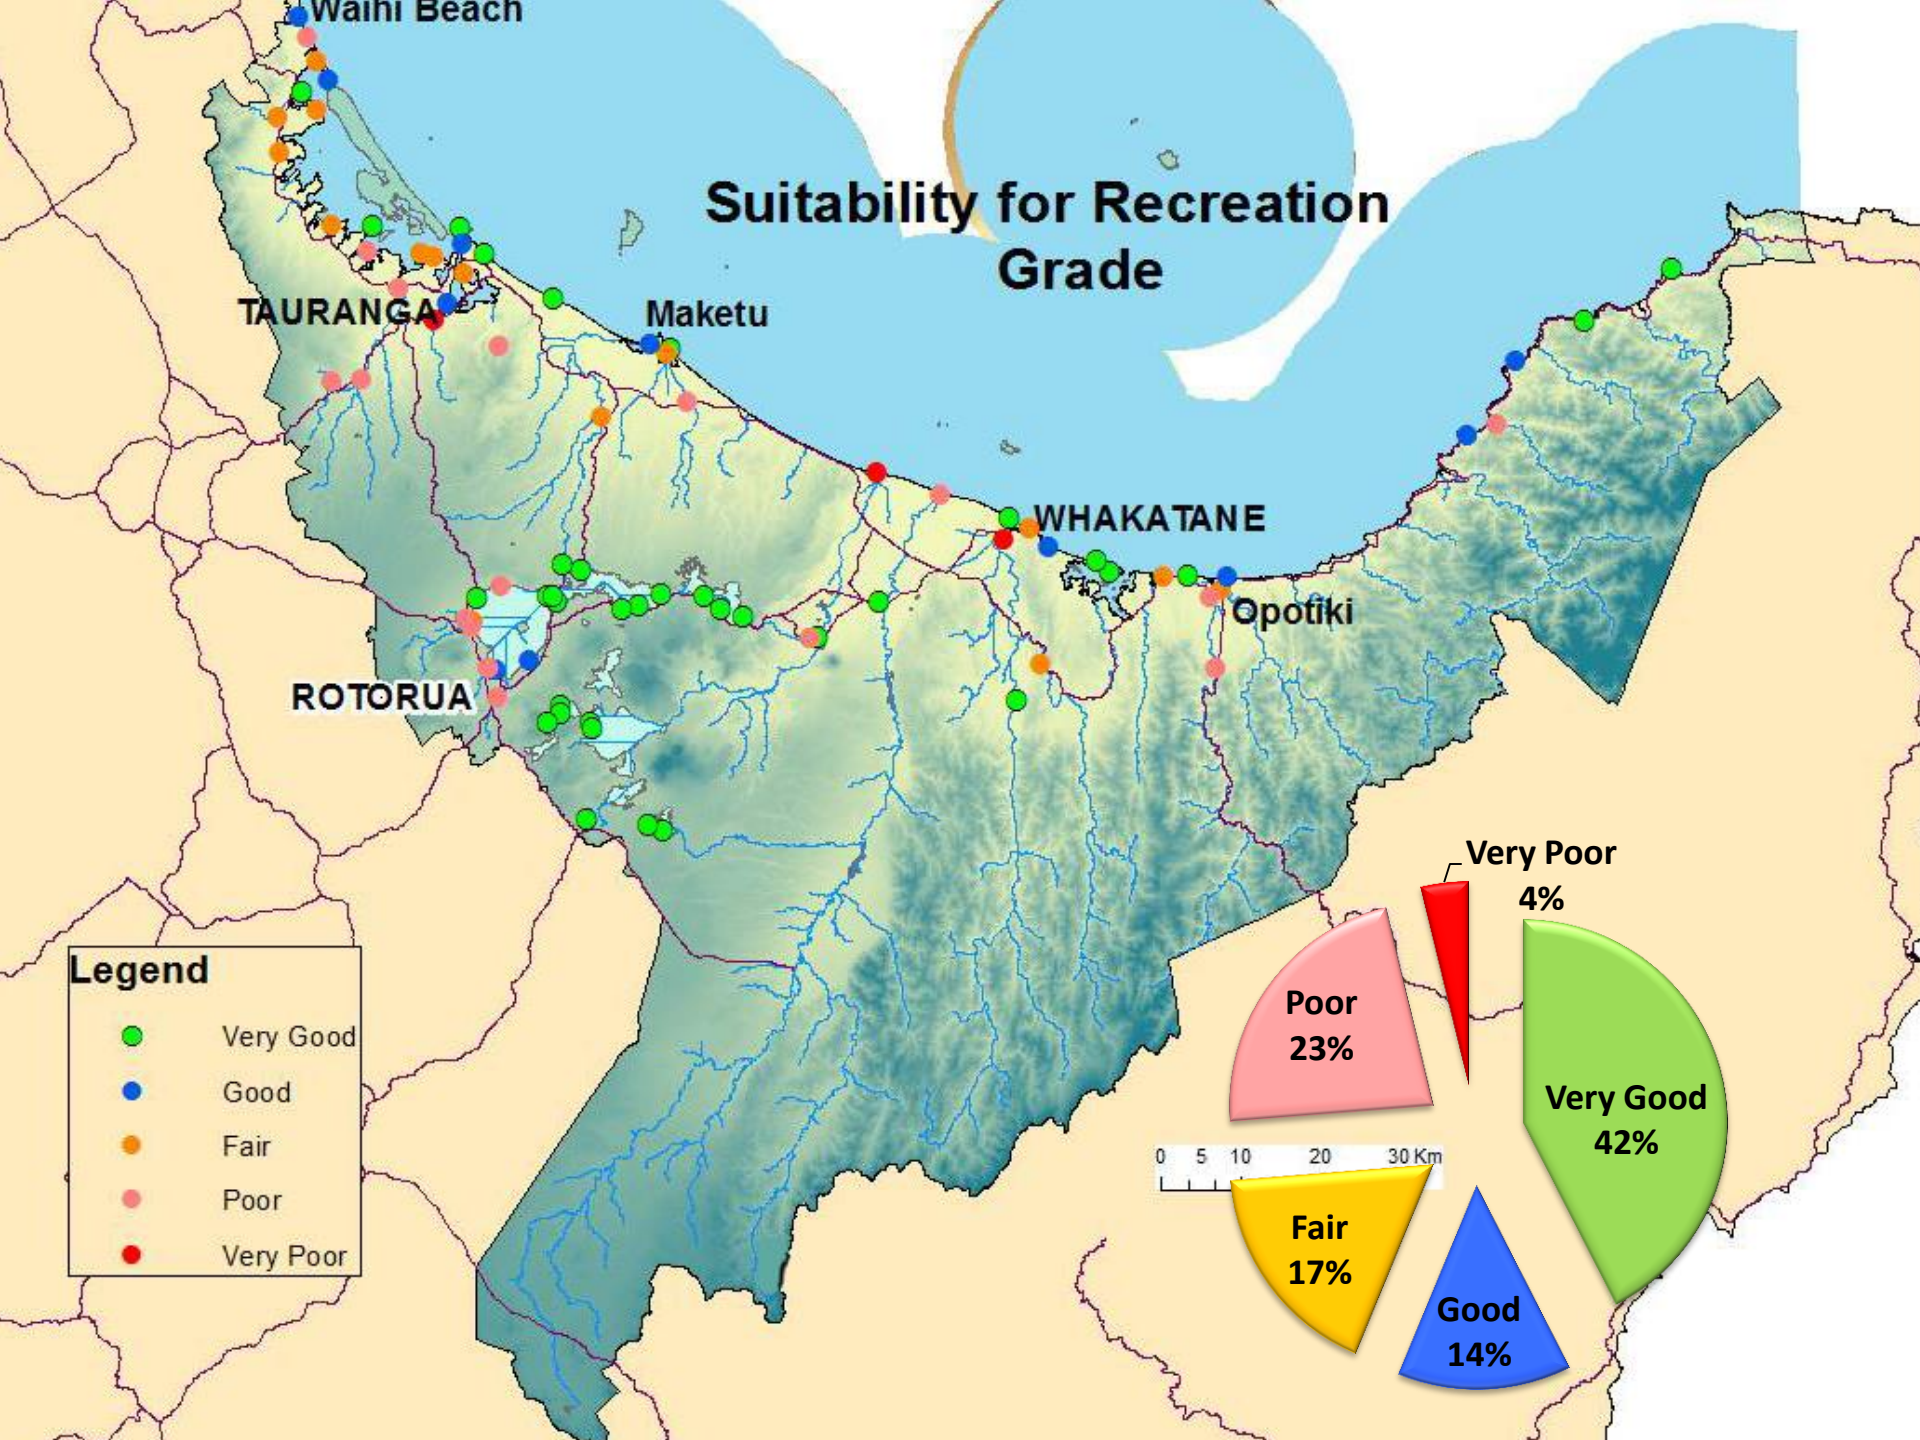 Waihi Beach
Suitability for Recreation
Grade
TAURANGA
Maketu
WHAKATANE
Opotiki
ROTORUA
Legend
Very Good
Good
Fair
Poor
Very Poor
Very Poor
4%
Poor
23%
Very Good
42%
0 5 10 20 30 Km
Fair
17%
Good
14%